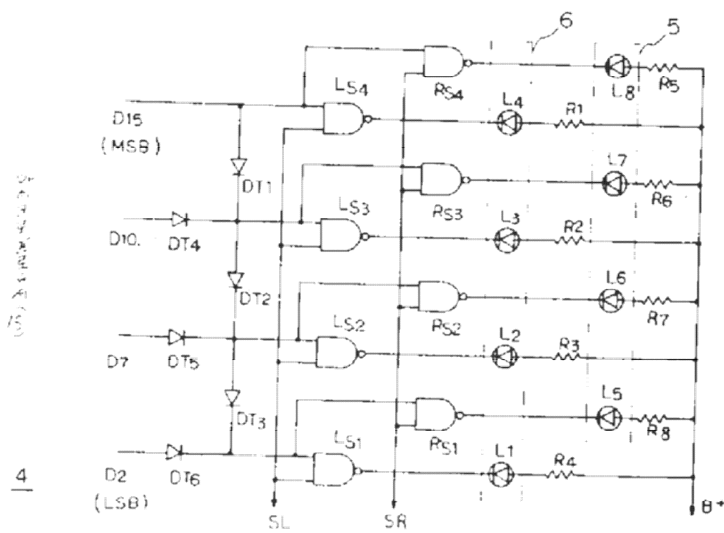 6
5
LS4
RS4
L8
R5
L4
R1
D15
(MSB)
DT1
L7
LS3
RS3
R6
L3
R2
D10.
DT4
DT2
L6
LS2
RS2
R7
L2
R3
D7
DT5
DT3
L5
LS1
RS1
R8
L1
R4
D2
DT6
(LSB)
4
SL
SR
B+